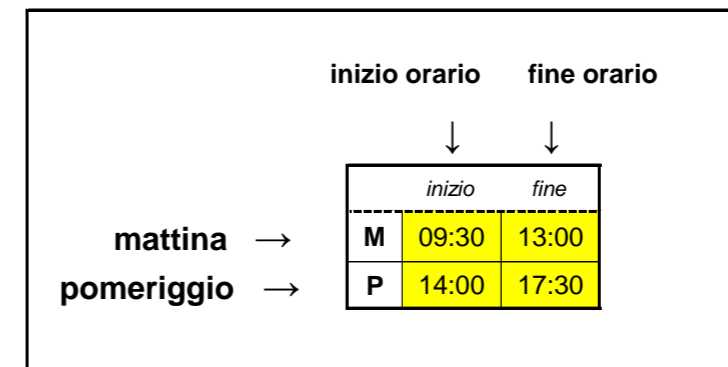 inizio orario fine orario
↓ ↓
inizio fine
mattina → M 09:30 13:00
pomeriggio → P 14:00 17:30